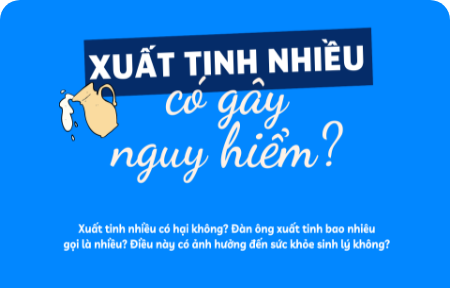 XUẤT TINH NHIỀU
có gây
nguy hiểm?
Xuất tinh nhiều có hại không? Đàn ông xuất tinh bao nhiêu
gọi là nhiều? Điều này có ảnh hưởng đến sức khỏe sinh lý không?